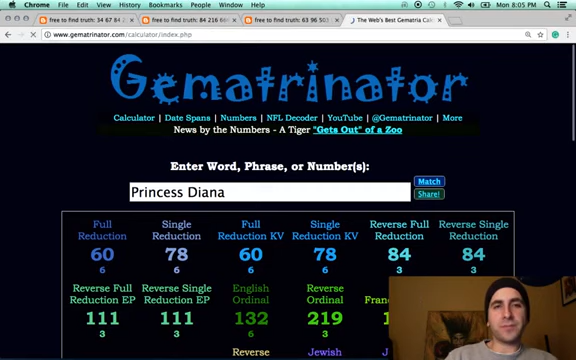 Chrome File Edit View History Bookmarks People Window Help Mon 8:05 PM
free to find truth: 34 67 84 2 free to find truth: 84 216 66 free to find truth: 63 96 503 The Web's Best Gematria Calc
www.gematrinator.com/calculator/index.php
Gematrinator
Calculator | Date Spans | Numbers | NFL Decoder | YouTube | @Gematrinator | More
News by the Numbers - A Tiger "Gets Out" of a Zoo
Enter Word, Phrase, or Number(s):
Princess Diana Match
Share!
Full Reduction Single Reduction Full Reduction KV Single Reduction KV Reverse Full Reduction Reverse Single Reduction
60 78 60 78 84 84
6 6 6 6 3 3
Reverse Full Reduction EP Reverse Single Reduction EP English Ordinal Reverse Ordinal
111 111 132 219
3 3 6 3
Reverse Jewish